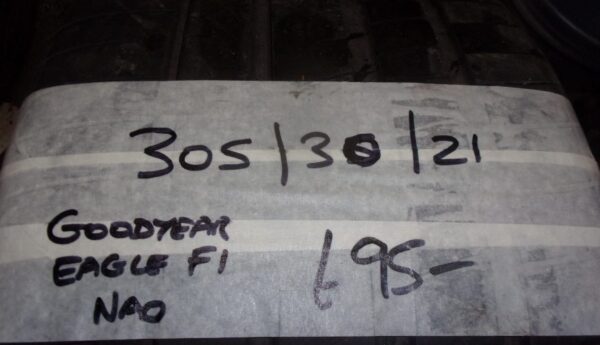 305/30/21
GOODYEAR
EAGLE F1
NAO
£95-